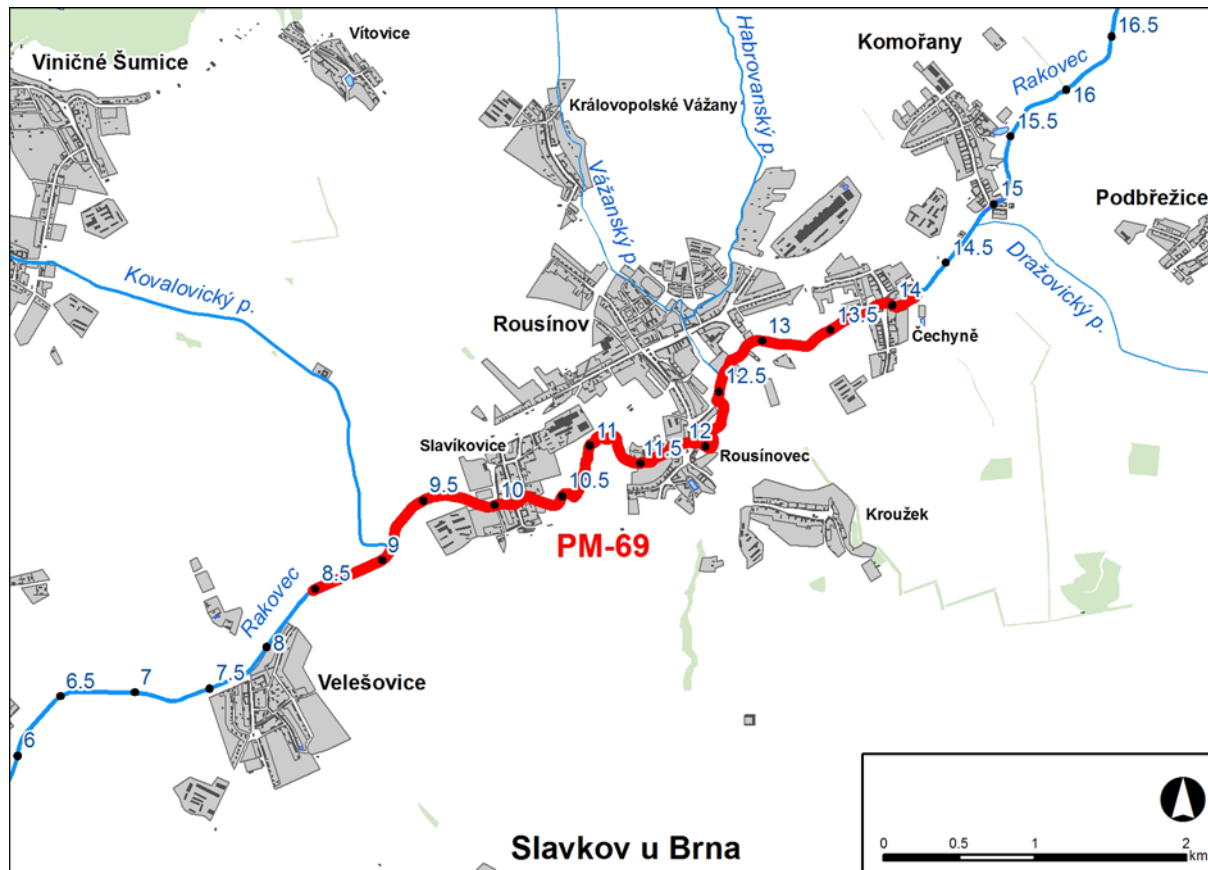 Vítovice
Viničné Šumice
Habrovanský p.
Komořany
16.5
Rakovec
16
Královopolské Vážany
15.5
Vážanský p.
15
Podbřežice
14.5
Dražovický p.
Kovalovický p.
14
13.5
13
Rousínov
Čechyně
12.5
11
12
11.5
Slavíkovice
Rousínovec
10.5
10
9.5
Kroužek
PM-69
9
8.5
Rakovec
8
7.5
7
6.5
Velešovice
6
Slavkov u Brna
0 0.5 1 2
km